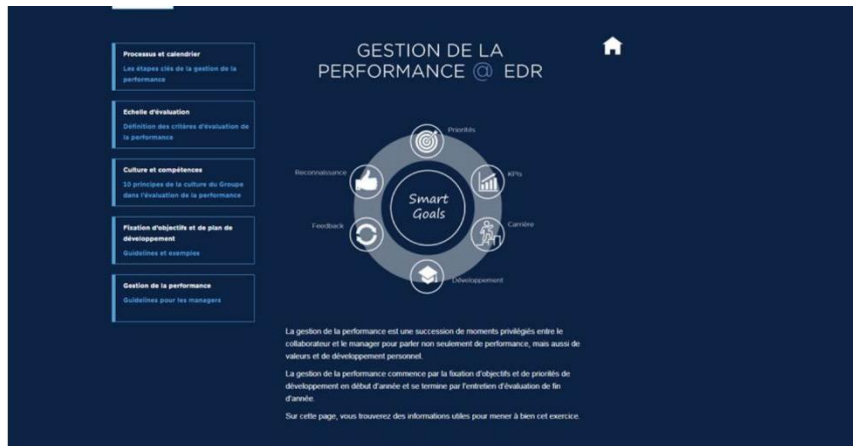 Processus et calendrier
Les étapes clés de la gestion de la
performance
Echelle d'évaluation
Définition des critères d'évaluation de
la performance
Culture et compétences
10 principes de la culture du Groupe
dans l'évaluation de la performance
Fixation d'objectifs et de plan de
développement
Guidelines et exemples
Gestion de la performance
Guidelines pour les managers
GESTION DE LA
PERFORMANCE @ EDR
Priorités
Reconnaissance
KPIs
Smart
Goals
Feedback
Carrière
Développement
La gestion de la performance est une succession de moments privilégiés entre le
collaborateur et le manager pour parler non seulement de performance, mais aussi de
valeurs et de développement personnel.
La gestion de la performance commence par la fixation d'objectifs et de priorités de
développement en début d'année et se termine par l'entretien d'évaluation de fin
d'année.
Sur cette page, vous trouverez des informations utiles pour mener à bien cet exercice.